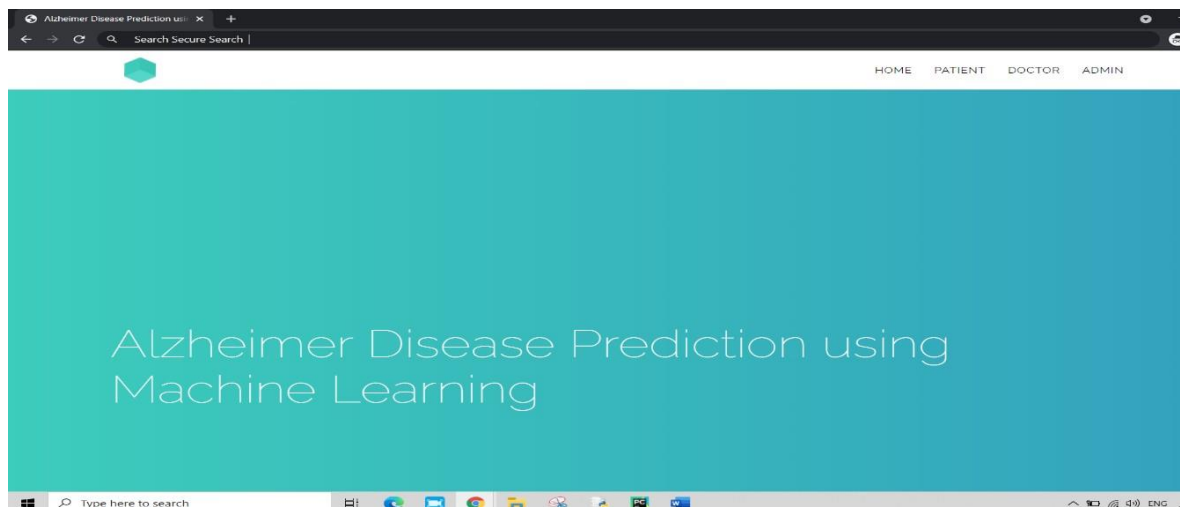 Alzheimer Disease Prediction usi
Search Secure Search |
HOME PATIENT DOCTOR ADMIN
Alzheimer Disease Prediction using
Machine Learning
Type here to search
PC
W
ENG